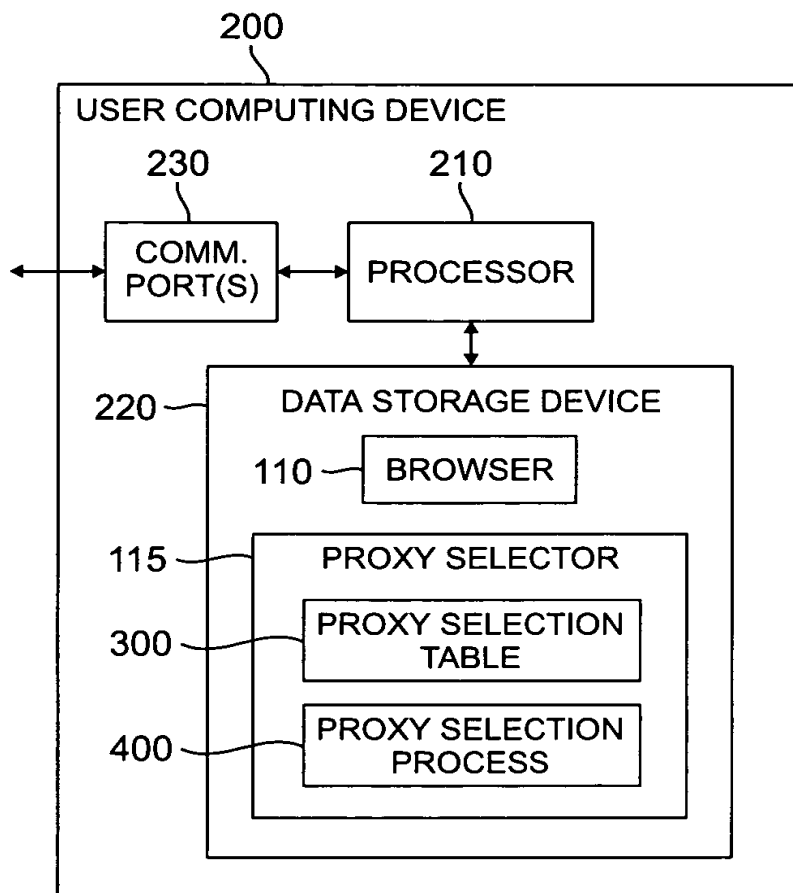 200
USER COMPUTING DEVICE
230
210
COMM.
PORT(S)
PROCESSOR
220
DATA STORAGE DEVICE
110
BROWSER
115
PROXY SELECTOR
300
PROXY SELECTION
TABLE
400
PROXY SELECTION
PROCESS